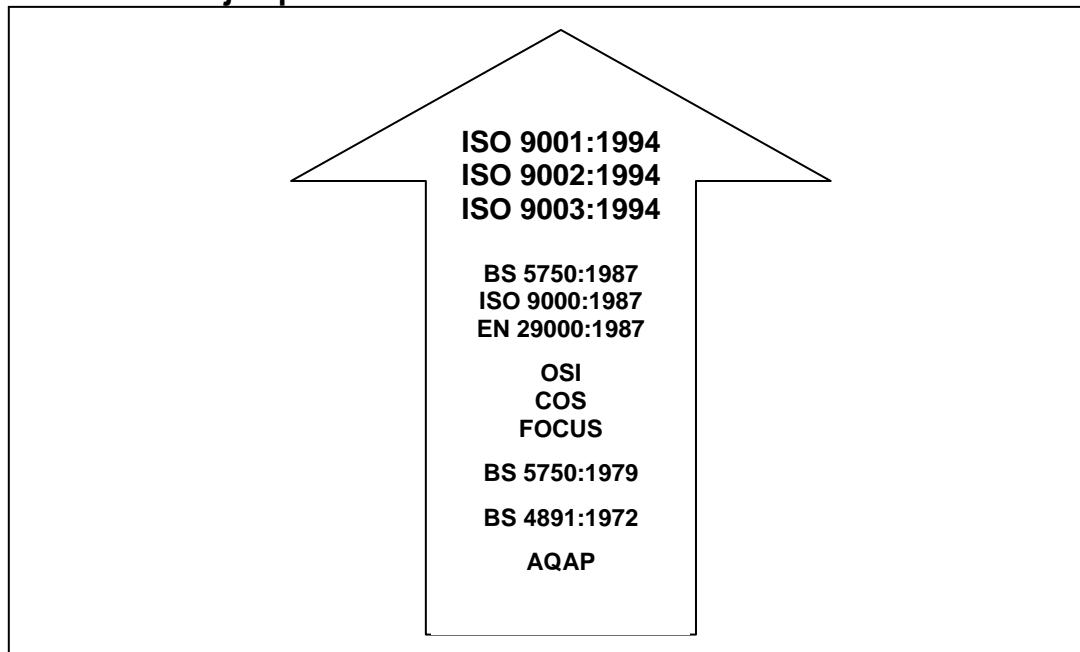 ISO 9001:1994
ISO 9002:1994
ISO 9003:1994
BS 5750:1987
ISO 9000:1987
EN 29000:1987
OSI
COS
FOCUS
BS 5750:1979
BS 4891:1972
AQAP